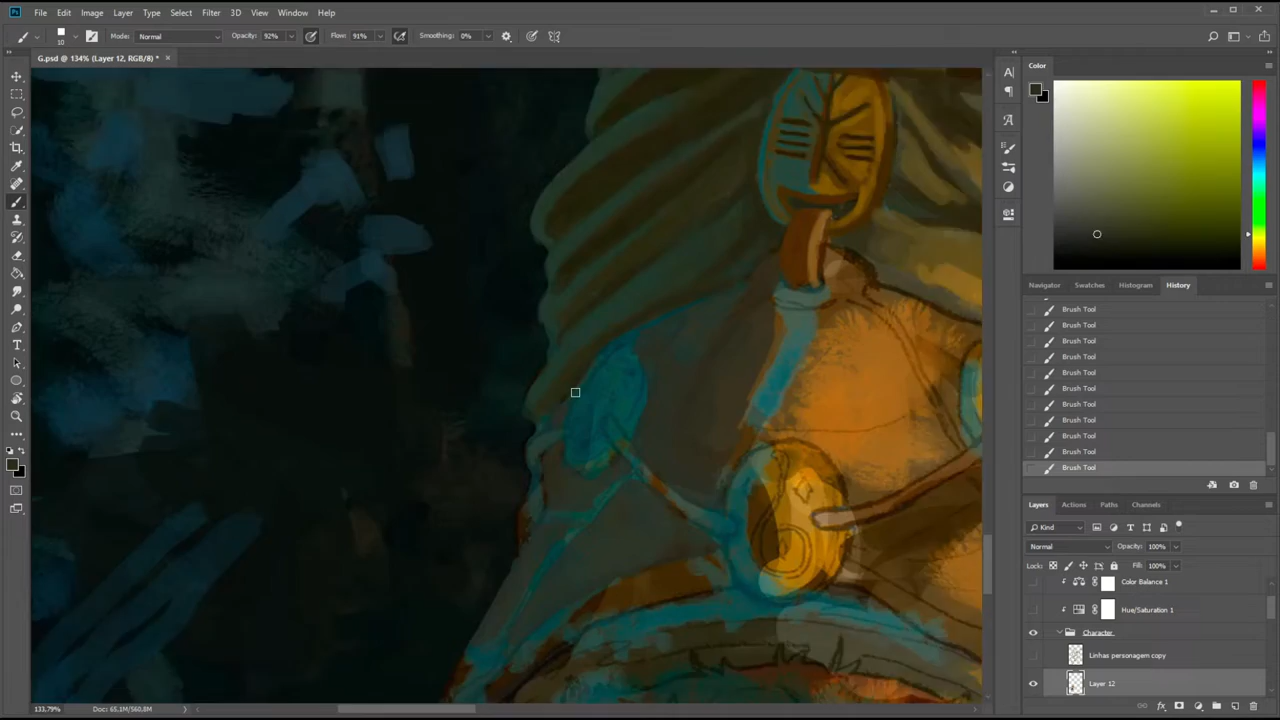 Ps File Edit Image Layer Type Select Filter 3D View Window Help
10 Mode: Normal Opacity: 92% Flow: 91% Smoothing: 0%
G.psd @ 134% (Layer 12, RGB/8) * ×
Color
Navigator Swatches Histogram History
Brush Tool
Brush Tool
Brush Tool
Brush Tool
Brush Tool
Brush Tool
Brush Tool
Brush Tool
Brush Tool
Brush Tool
Brush Tool
Layers Actions Paths Channels
Kind
Normal Opacity: 100%
Lock: Fill: 100%
Color Balance 1
Hue/Saturation 1
Character
Linhas personagem copy
Layer 12
133.79% Doc: 65.1M/560.8M